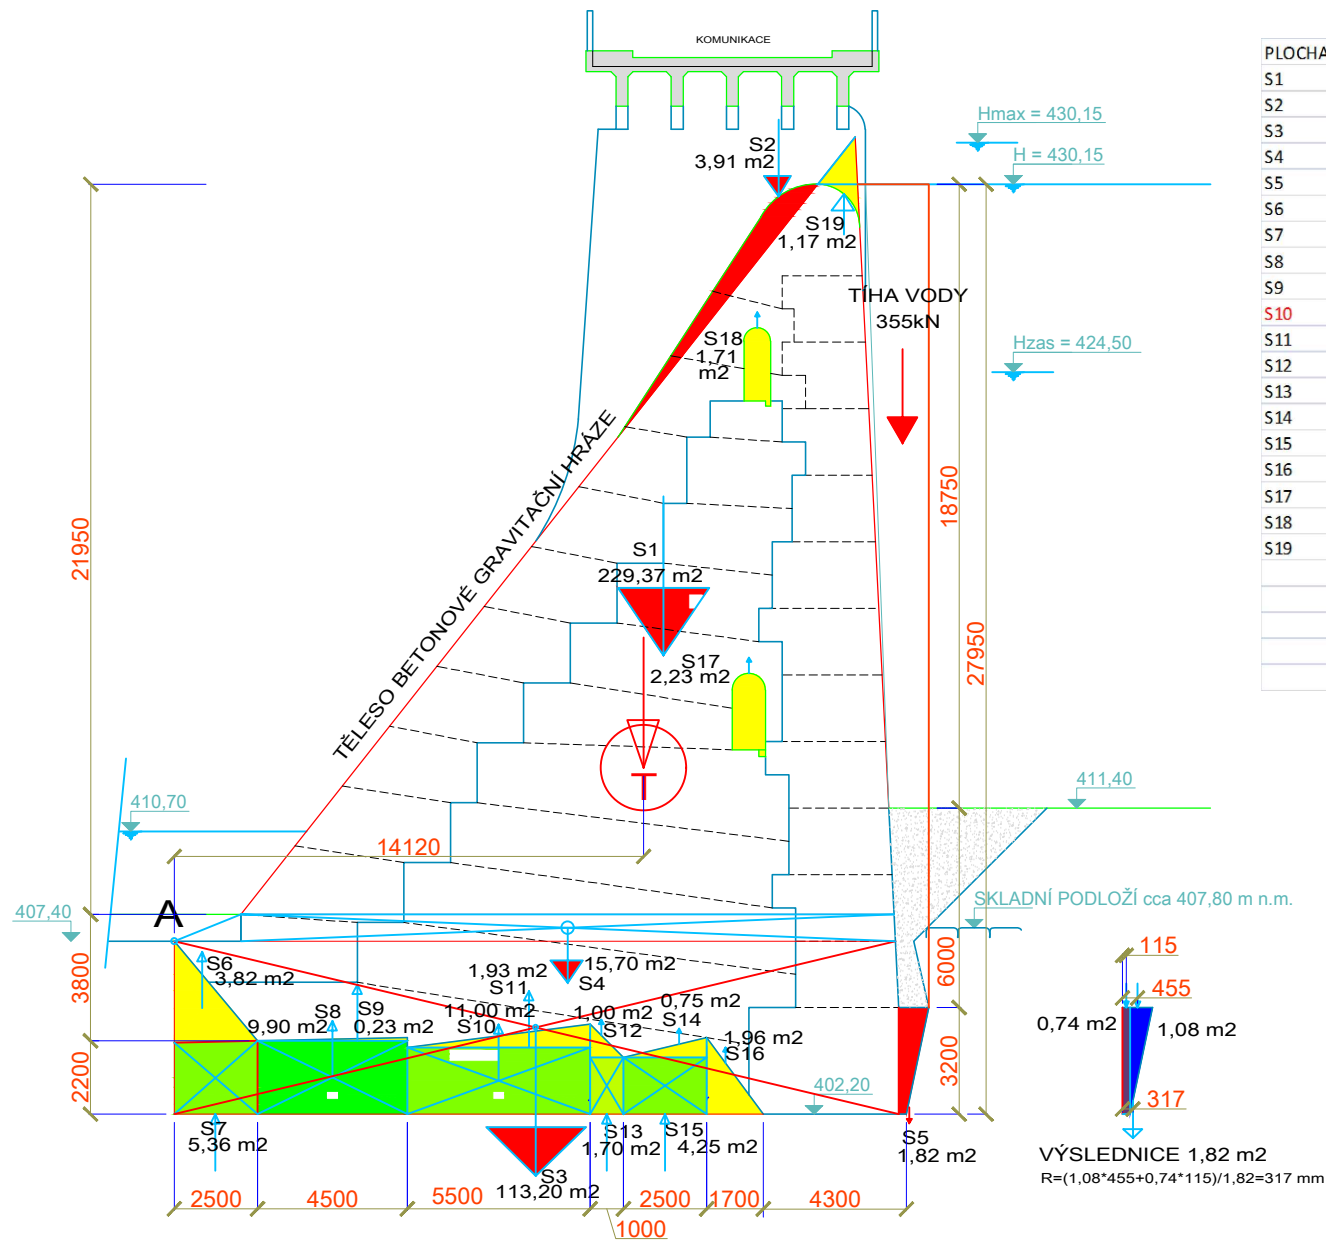 KOMUNIKACE
PLOCHA
S1
S2
S3
S4
S5
S6
S7
S8
S9
S10
S11
S12
S13
S14
S15
S16
S17
S18
S19
Hmax = 430,15
H = 430,15
S2
3,91 m2
S19
1,17 m2
TÍHA VODY
355kN
S18
1,71
m2
Hzas = 424,50
TĚLESO BETONOVÉ GRAVITAČNÍ HRÁZE
21950
18750
27950
S1
229,37 m2
S17
2,23 m2
T
410,70
411,40
14120
407,40
A
SKLADNÍ PODLOŽÍ cca 407,80 m n.m.
3800
2200
6000
3200
S6
3,82 m2
1,93 m2
S11
15,70 m2
S4
S8
9,90 m2
S9
0,23 m2
11,00 m2
S10
1,00 m2
S12
0,75 m2
S14
1,96 m2
S16
402,20
S7
5,36 m2
S13
1,70 m2
S15
4,25 m2
S5
1,82 m2
S3
113,20 m2
2500
4500
5500
1000
2500
1700
4300
115
455
0,74 m2
1,08 m2
317
VÝSLEDNICE 1,82 m2
R=(1,08*455+0,74*115)/1,82=317 mm